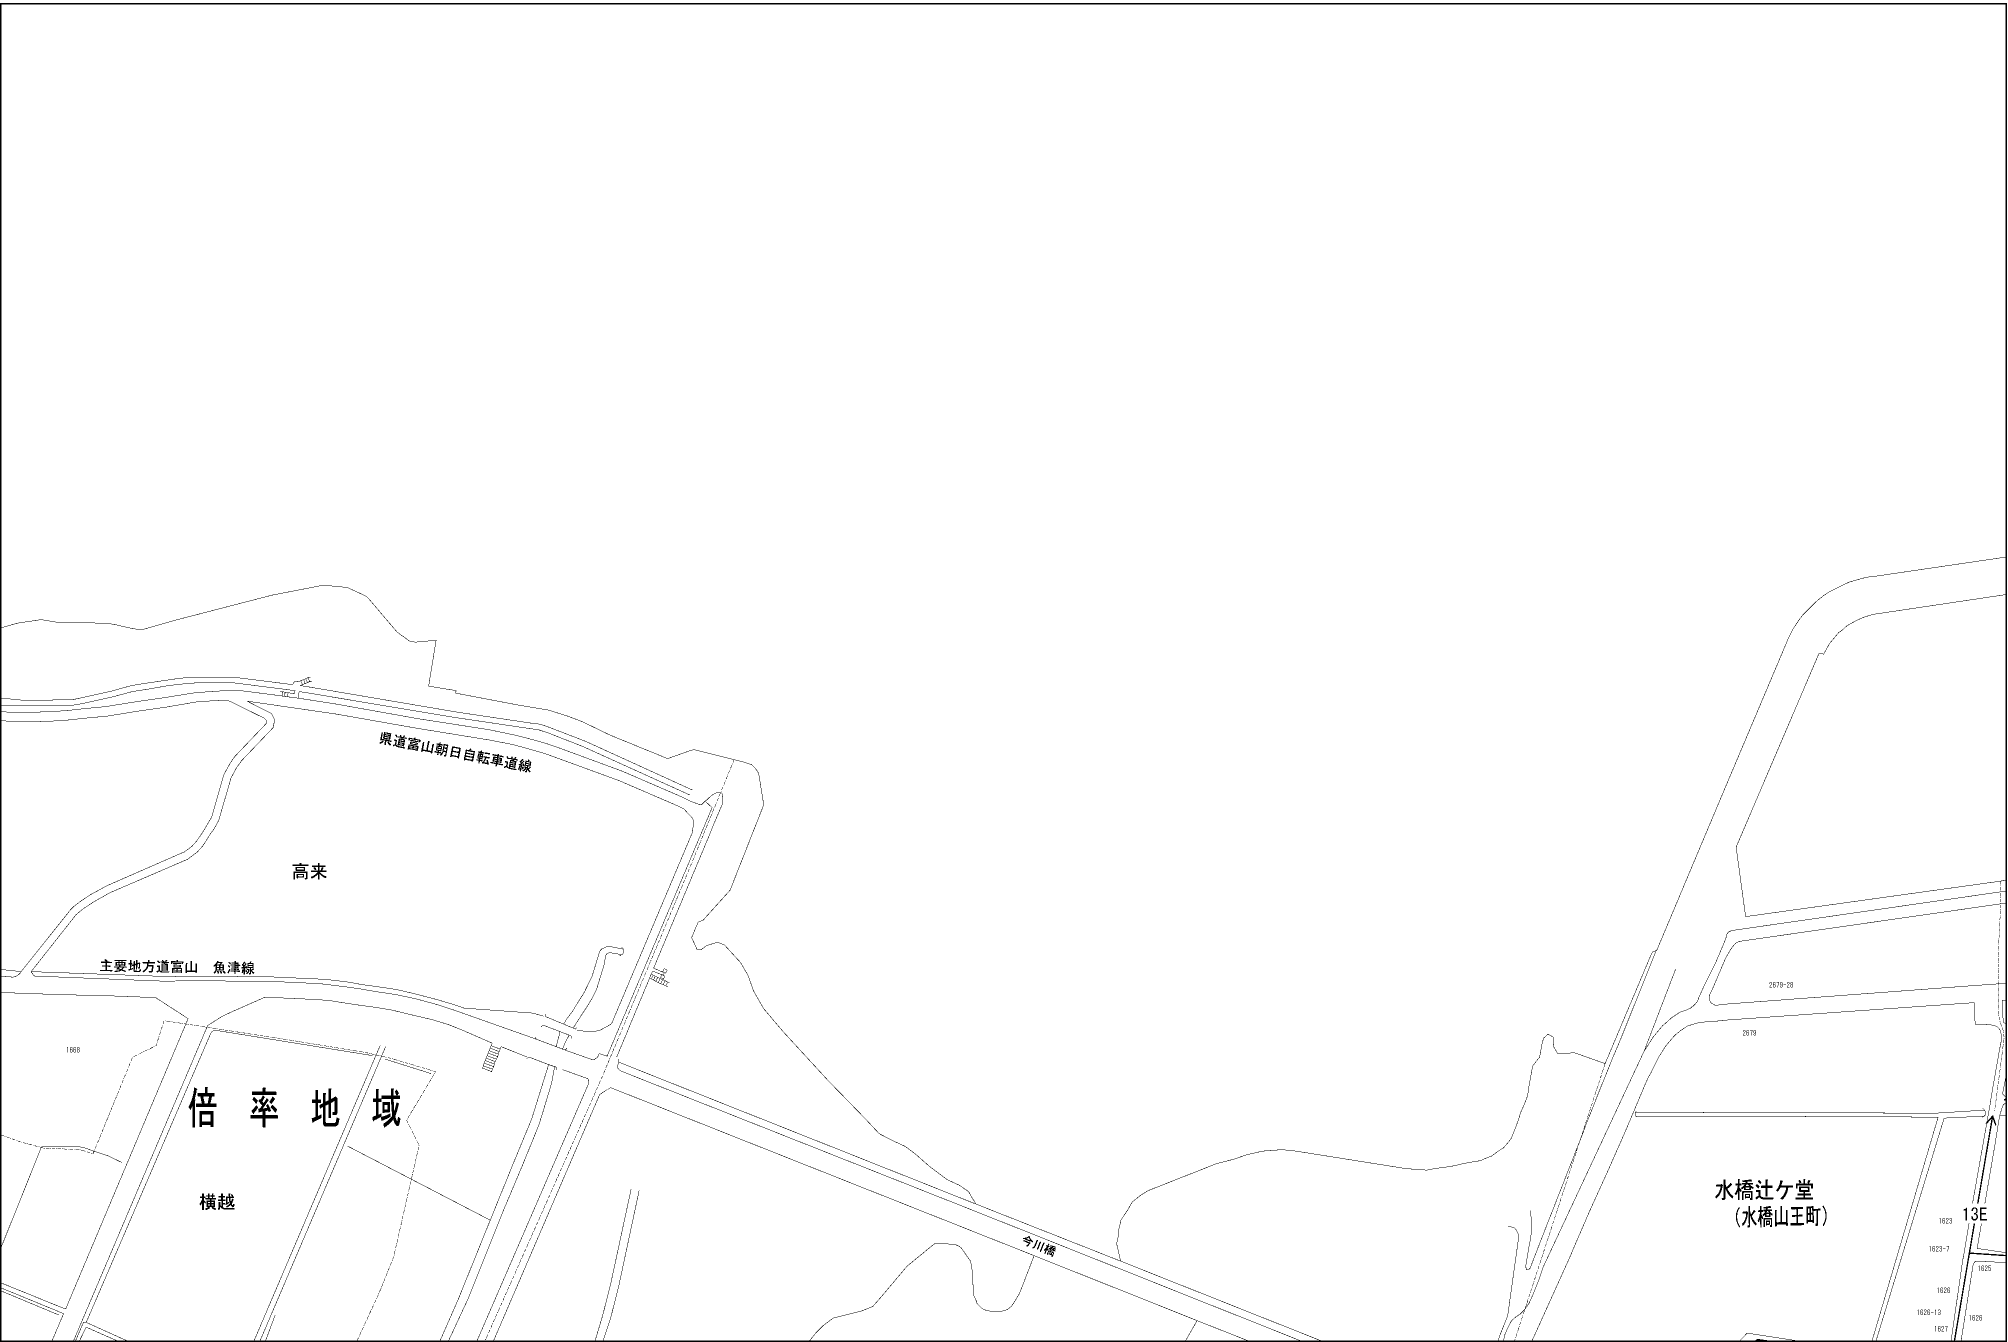 県道富山朝日自転車道線
高来
主要地方道富山　魚津線
2679-28
2679
1668
倍　率　地　域
横越
水橋辻ケ堂
(水橋山王町)
13E
1623
今川橋
1623-7
1625
1626
1626-13
1626
1627